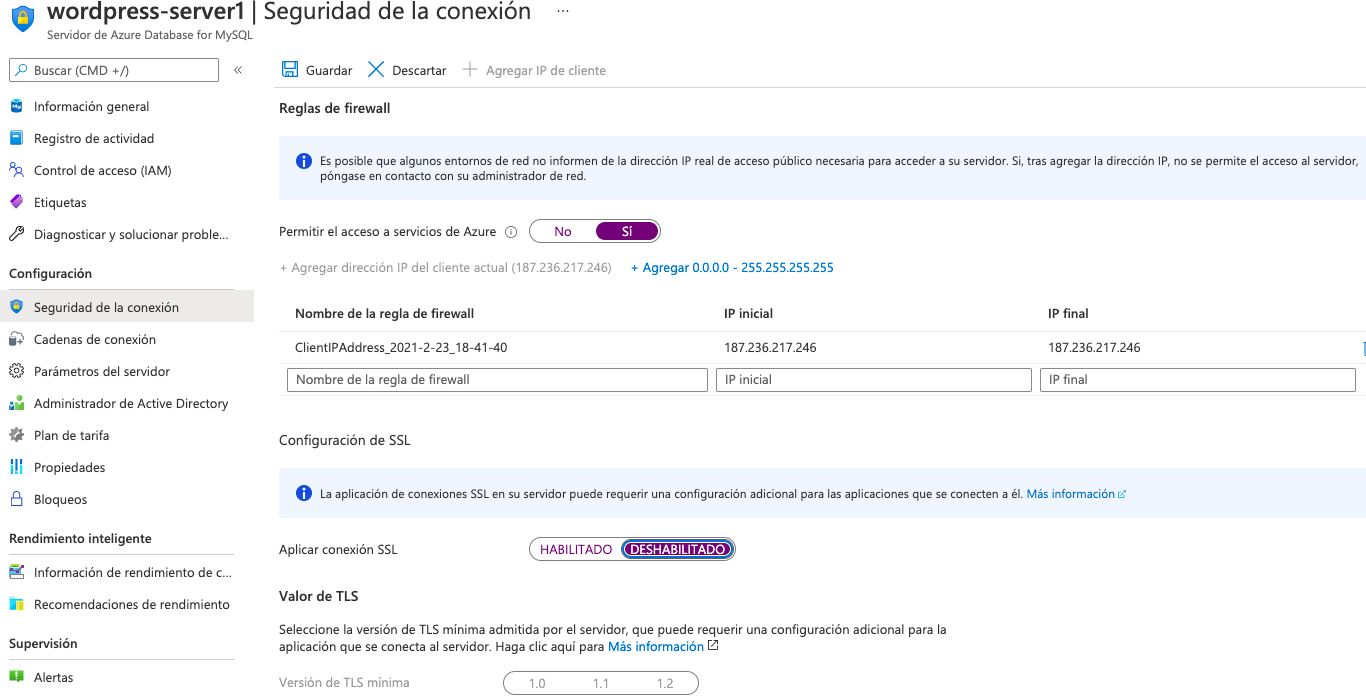 wordpress-server1 | Seguridad de la conexión ...
Servidor de Azure Database for MySQL
Buscar (CMD +/)
«
Información general
Registro de actividad
Control de acceso (IAM)
Etiquetas
Diagnosticar y solucionar proble...
Configuración
Seguridad de la conexión
Cadenas de conexión
Parámetros del servidor
Administrador de Active Directory
Plan de tarifa
Propiedades
Bloqueos
Rendimiento inteligente
Información de rendimiento de c...
Recomendaciones de rendimiento
Supervisión
Alertas
Guardar Descartar Agregar IP de cliente
Reglas de firewall
Es posible que algunos entornos de red no informen de la dirección IP real de acceso público necesaria para acceder a su servidor. Si, tras agregar la dirección IP, no se permite el acceso al servidor,
póngase en contacto con su administrador de red.
Permitir el acceso a servicios de Azure No Sí
+ Agregar dirección IP del cliente actual (187.236.217.246) + Agregar 0.0.0.0 - 255.255.255.255
Nombre de la regla de firewall IP inicial IP final
ClientIPAddress_2021-2-23_18-41-40 187.236.217.246 187.236.217.246
Nombre de la regla de firewall IP inicial IP final
Configuración de SSL
La aplicación de conexiones SSL en su servidor puede requerir una configuración adicional para las aplicaciones que se conecten a él. Más información
Aplicar conexión SSL HABILITADO DESHABILITADO
Valor de TLS
Seleccione la versión de TLS mínima admitida por el servidor, que puede requerir una configuración adicional para la
aplicación que se conecta al servidor. Haga clic aquí para Más información
Versión de TLS mínima 1.0 1.1 1.2